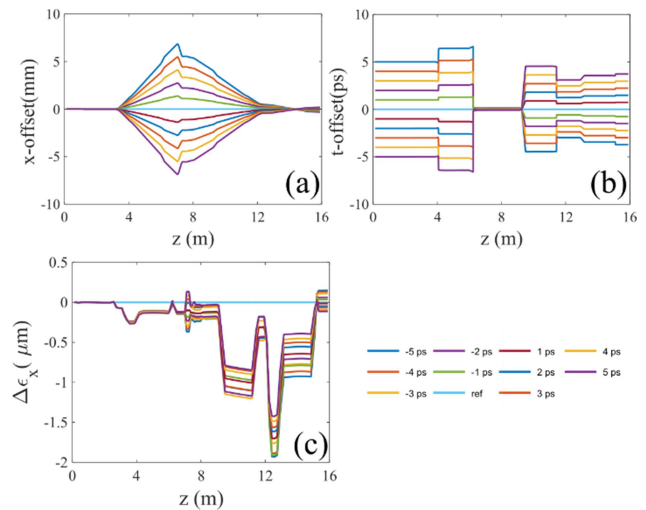 10
5
0
-5
-10
x-offset(mm)
0 4 8 12 16
z (m)
(a)
10
5
0
-5
-10
t-offset(ps)
0 4 8 12 16
z (m)
(b)
0.5
0
-0.5
-1
-1.5
-2
Δϵx( μm)
0 4 8 12 16
z (m)
(c)
-5 ps -2 ps 1 ps 4 ps
-4 ps -1 ps 2 ps 5 ps
-3 ps ref 3 ps